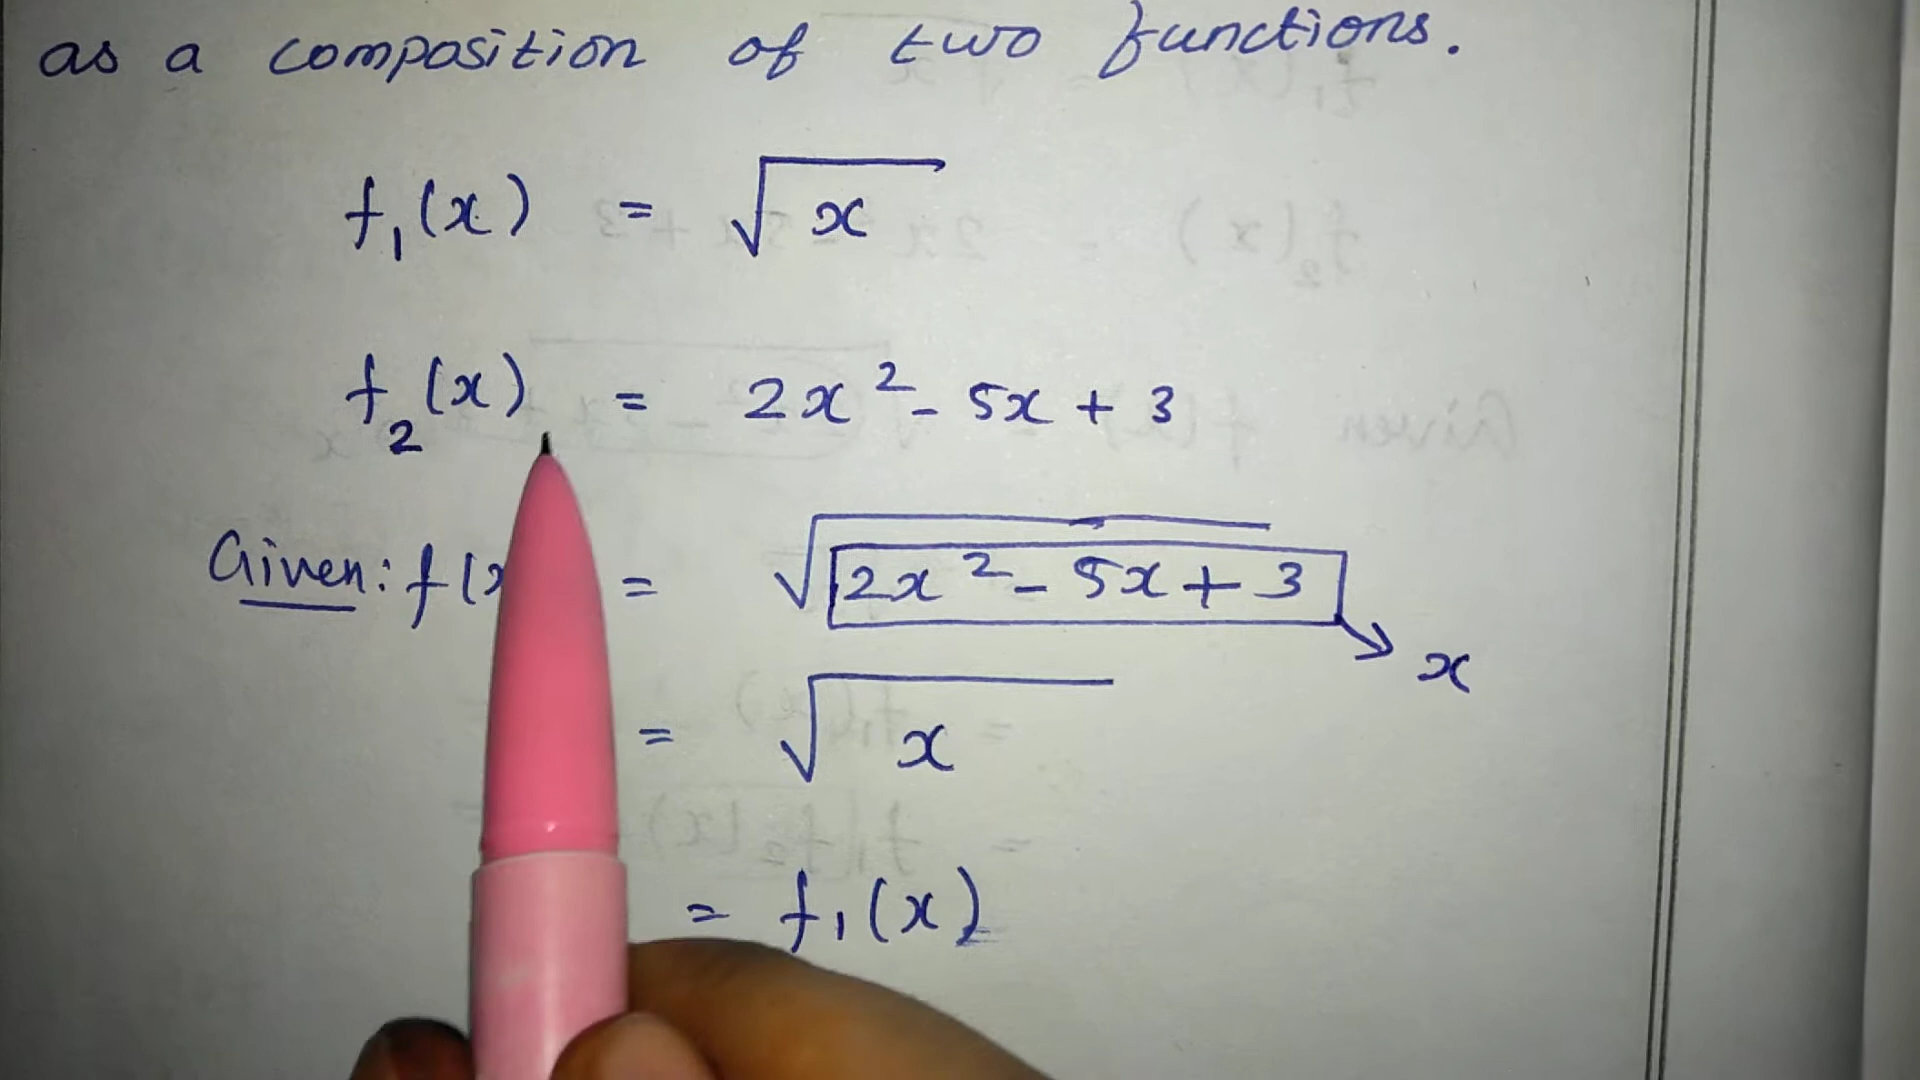 as a composition of two functions.
f₁(x) = √x
f₂(x) = 2x² - 5x + 3
Given: f(x = √2x² - 5x + 3
x
= √x
= f₁(x)